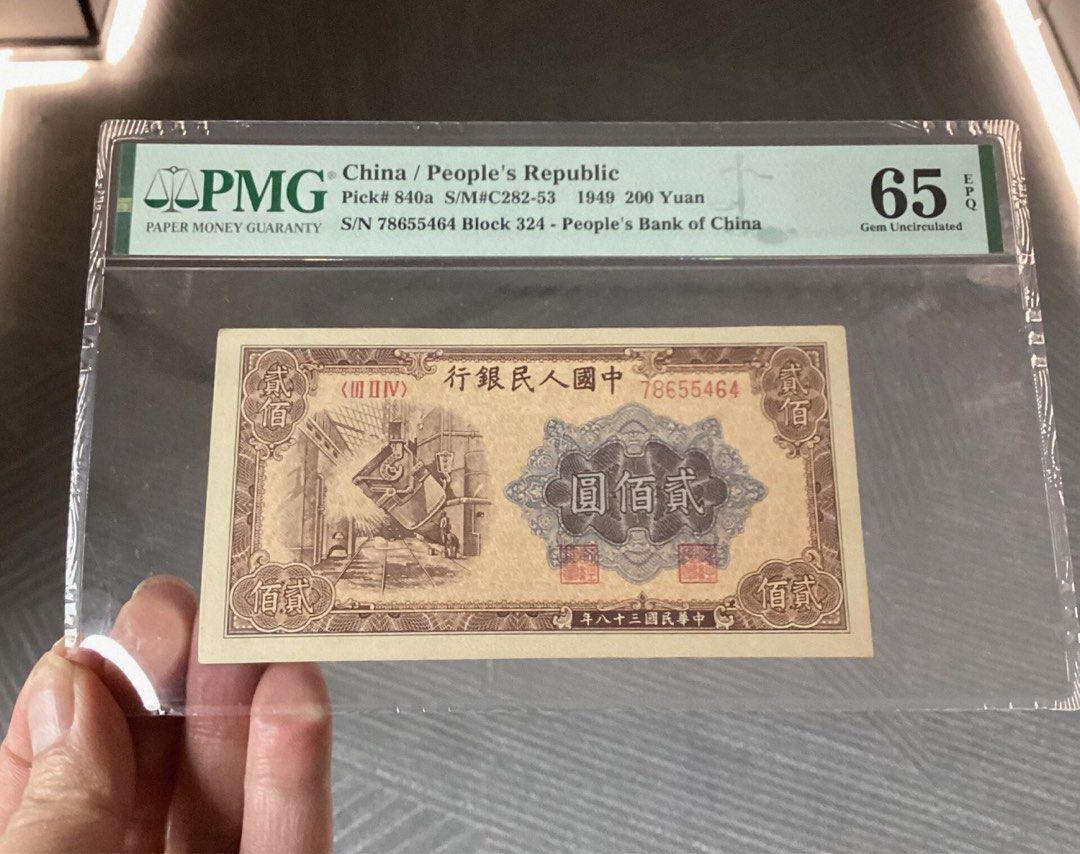 PMG®
PAPER MONEY GUARANTY
China / People's Republic
Pick# 840a S/M#C282-53 1949 200 Yuan
S/N 78655464 Block 324 - People's Bank of China
65
EPQ
Gem Uncirculated
貳佰
中國人民銀行
貳佰
〈III II IV〉
78655464
貳佰圓
貳佰
中華民國三十八年
貳佰